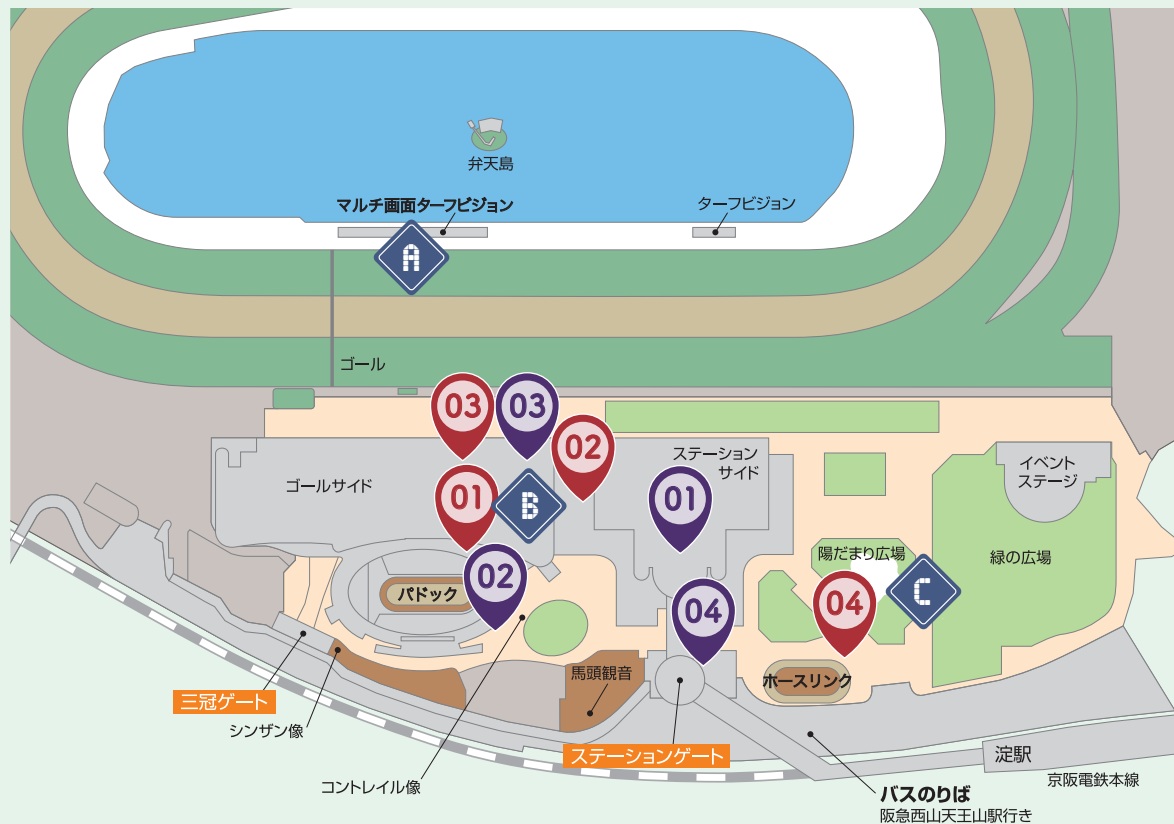 弁天島
マルチ画面ターフビジョン
ターフビジョン
A
ゴール
03
03
02
ステーション
サイド
ゴールサイド
01
B
01
イベント
ステージ
陽だまり広場
緑の広場
02
パドック
C
04
04
馬頭観音
ホースリンク
三冠ゲート
シンザン像
ステーションゲート
淀駅
コントレイル像
京阪電鉄本線
バスのりば
阪急西山天王山駅行き